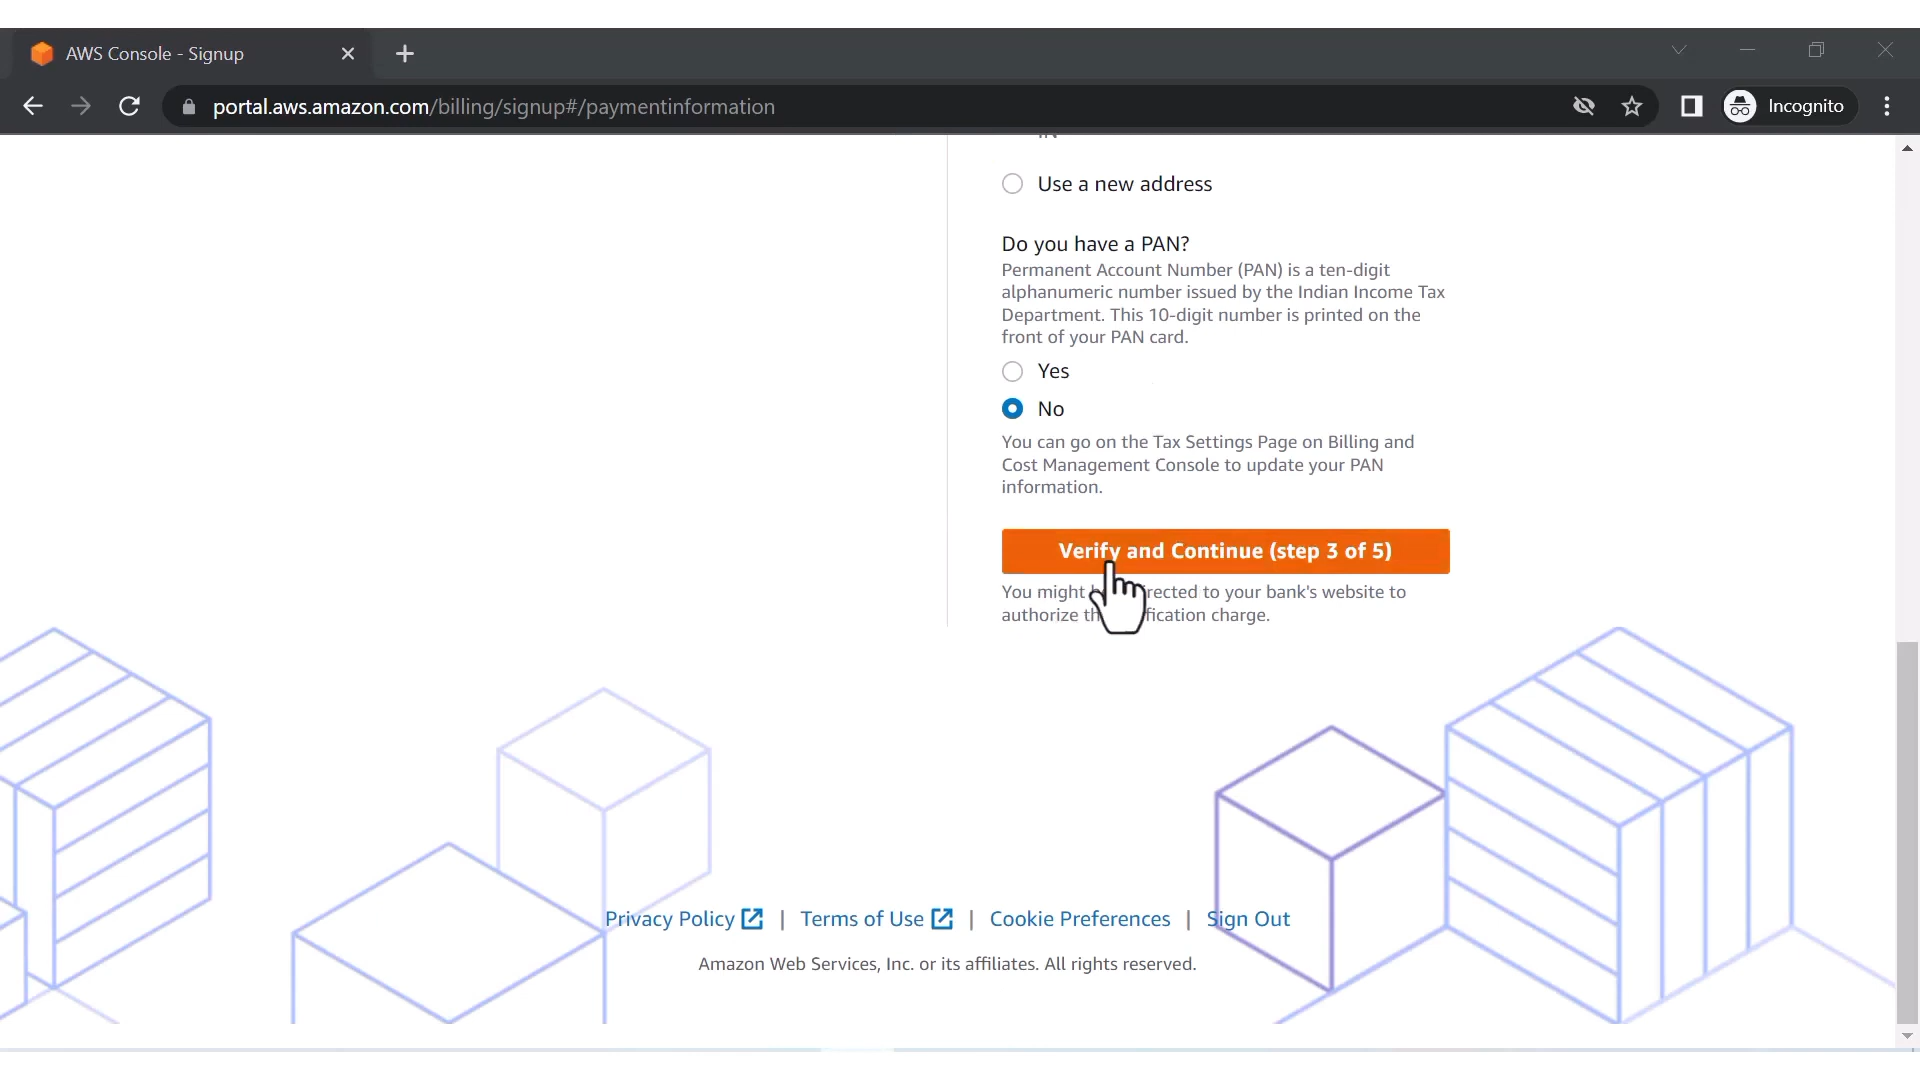 AWS Console - Signup
portal.aws.amazon.com/billing/signup#/paymentinformation
Incognito
Use a new address
Do you have a PAN?
Permanent Account Number (PAN) is a ten-digit
alphanumeric number issued by the Indian Income Tax
Department. This 10-digit number is printed on the
front of your PAN card.
Yes
No
You can go on the Tax Settings Page on Billing and
Cost Management Console to update your PAN
information.
Verify and Continue (step 3 of 5)
You might to your bank's website to
authorize charge.
Privacy Policy | Terms of Use | Cookie Preferences | Sign Out
Amazon Web Services, Inc. or its affiliates. All rights reserved.